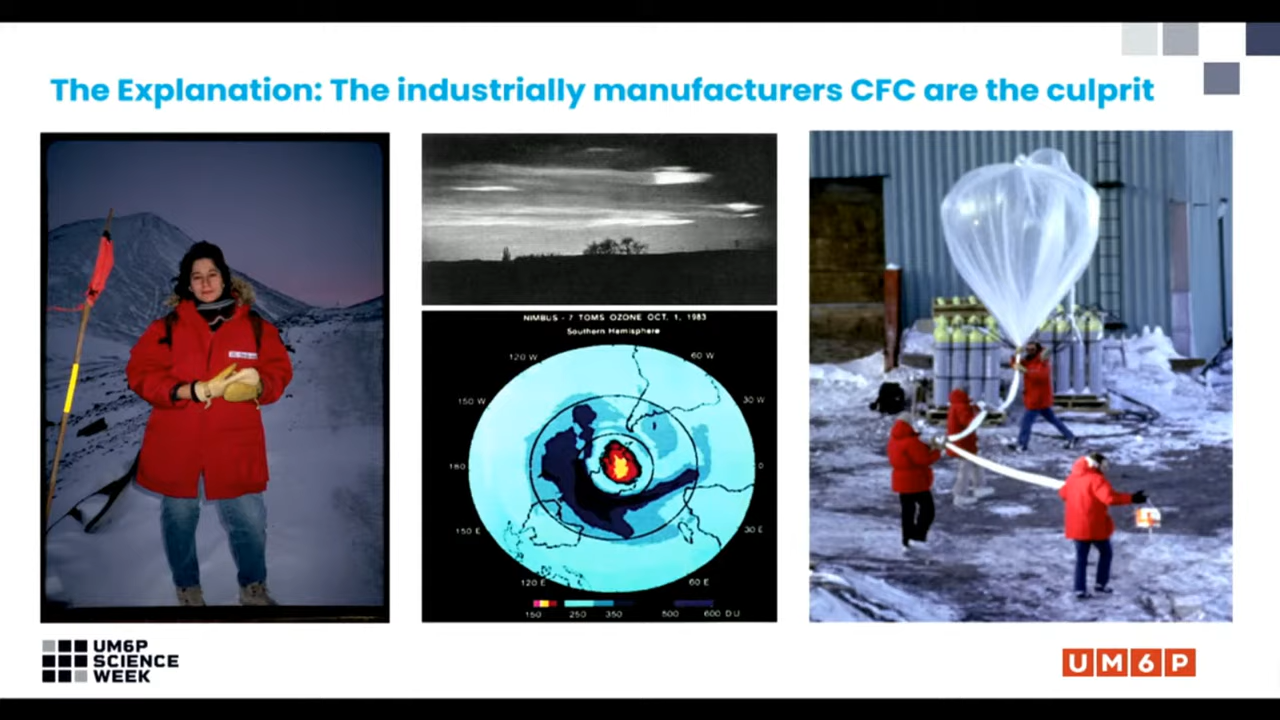 The Explanation: The industrially manufacturers CFC are the culprit
NIMBUS - 7 TOMS OZONE OCT. 1, 1983
Southern Hemisphere
120 W
60 W
150 W
30 W
180
0
150 E
30 E
120 E
60 E
150 250 350 500 600 DU
UM6P
SCIENCE
WEEK
UM6P